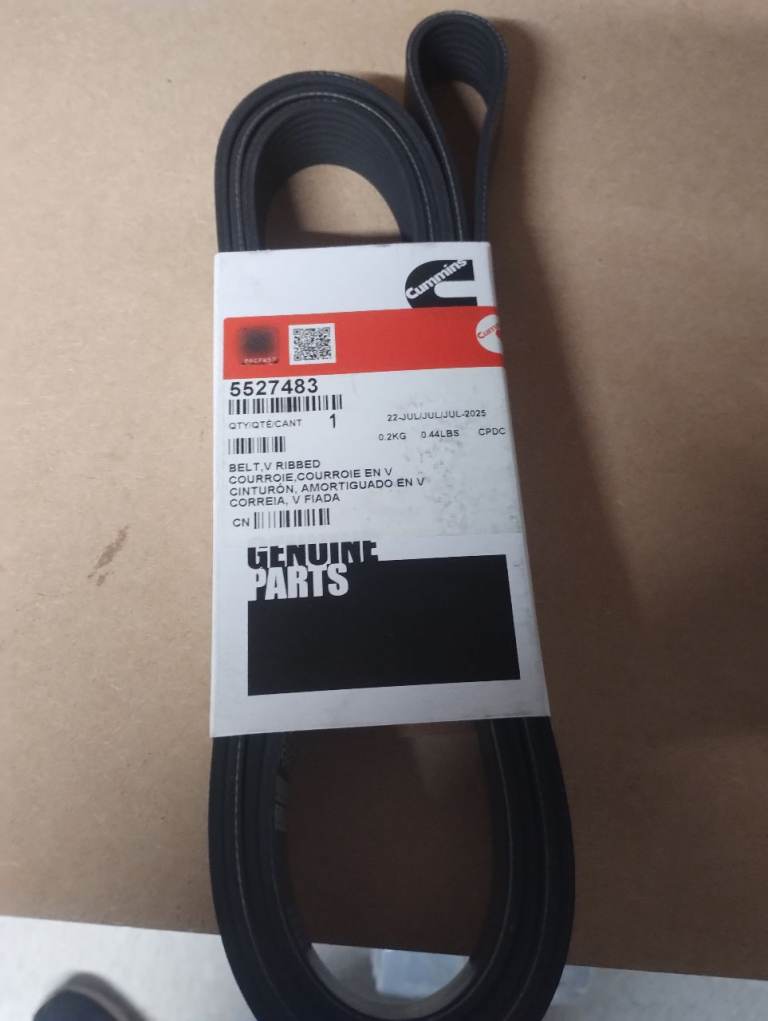 Cummins
Cum
5527483
QTY/QTÉ/CANT 1
22-JUL/JUL/JUL-2025
0.2KG 0.44LBS CPDC
BELT,V RIBBED
COURROIE,COURROIE EN V
CINTURÓN, AMORTIGUADO EN V
CORREIA, V FIADA
CN
GENUINE
PARTS